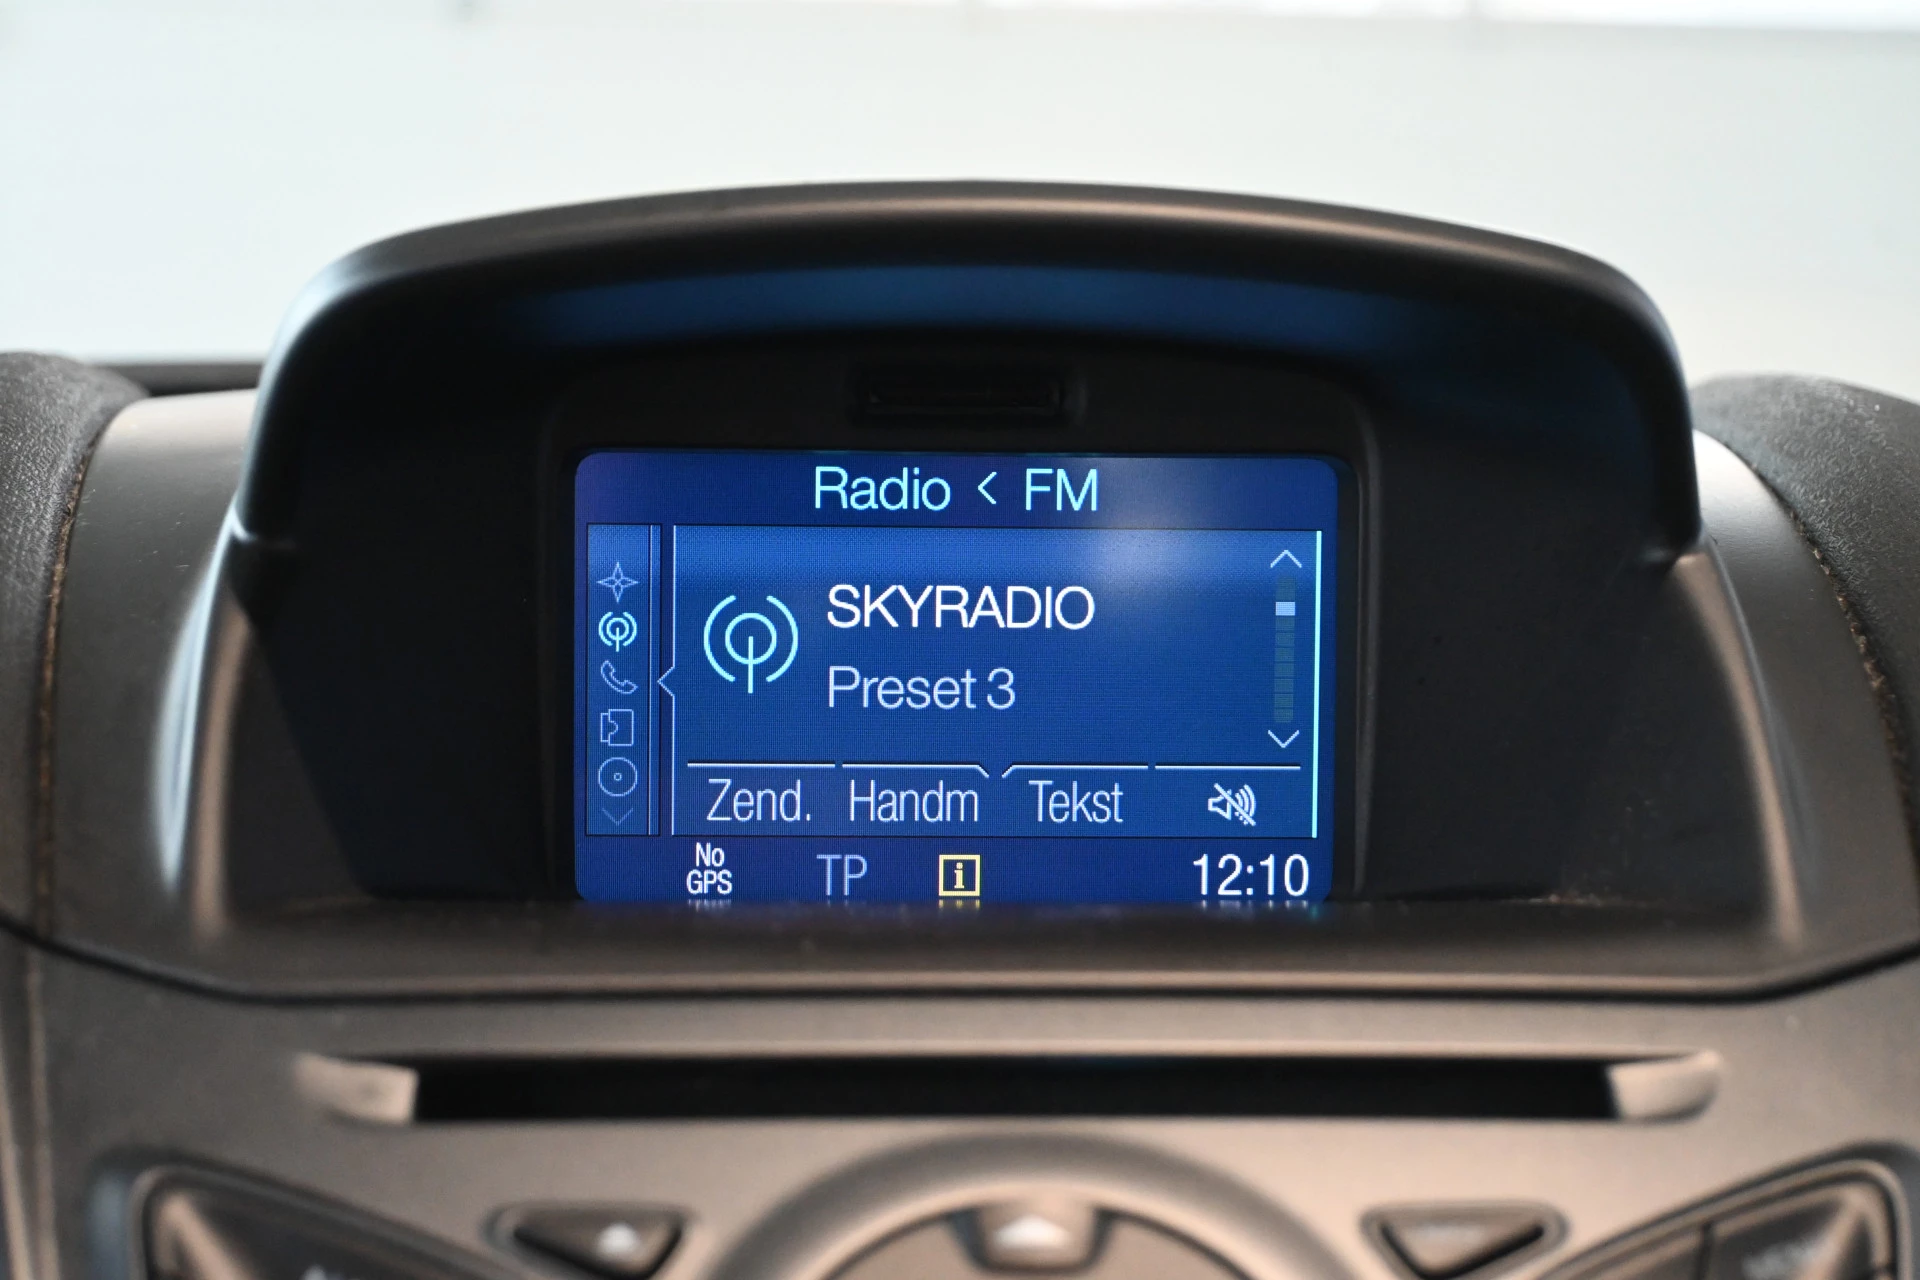 Radio < FM
SKYRADIO
Preset 3
Zend. Handm Tekst
No GPS TP i 12:10